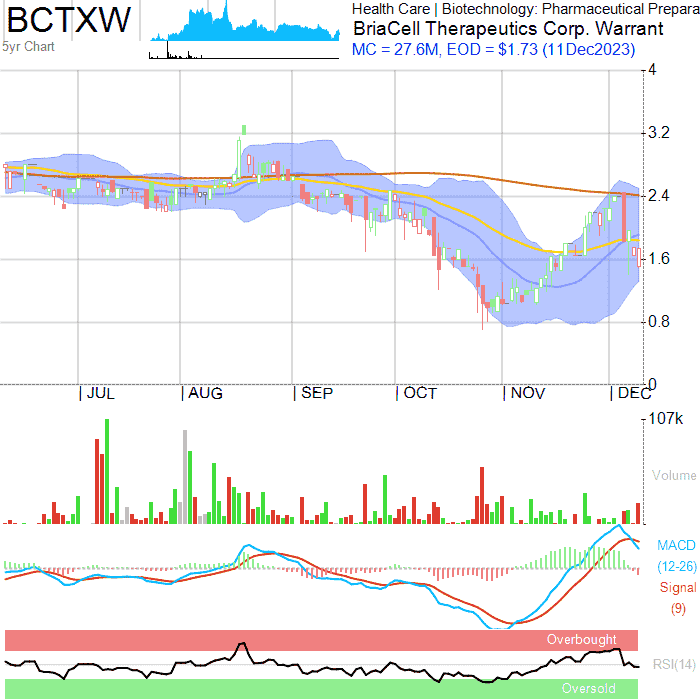 BCTXW
5yr Chart
Health Care | Biotechnology: Pharmaceutical Prepara
BriaCell Therapeutics Corp. Warrant
MC = 27.6M, EOD = $1.73 (11Dec2023)
4
3.2
2.4
1.6
0.8
0
| JUL | AUG | SEP | OCT | NOV | DEC
107k
Volume
MACD
(12-26)
Signal
(9)
Overbought
RSI(14)
Oversold